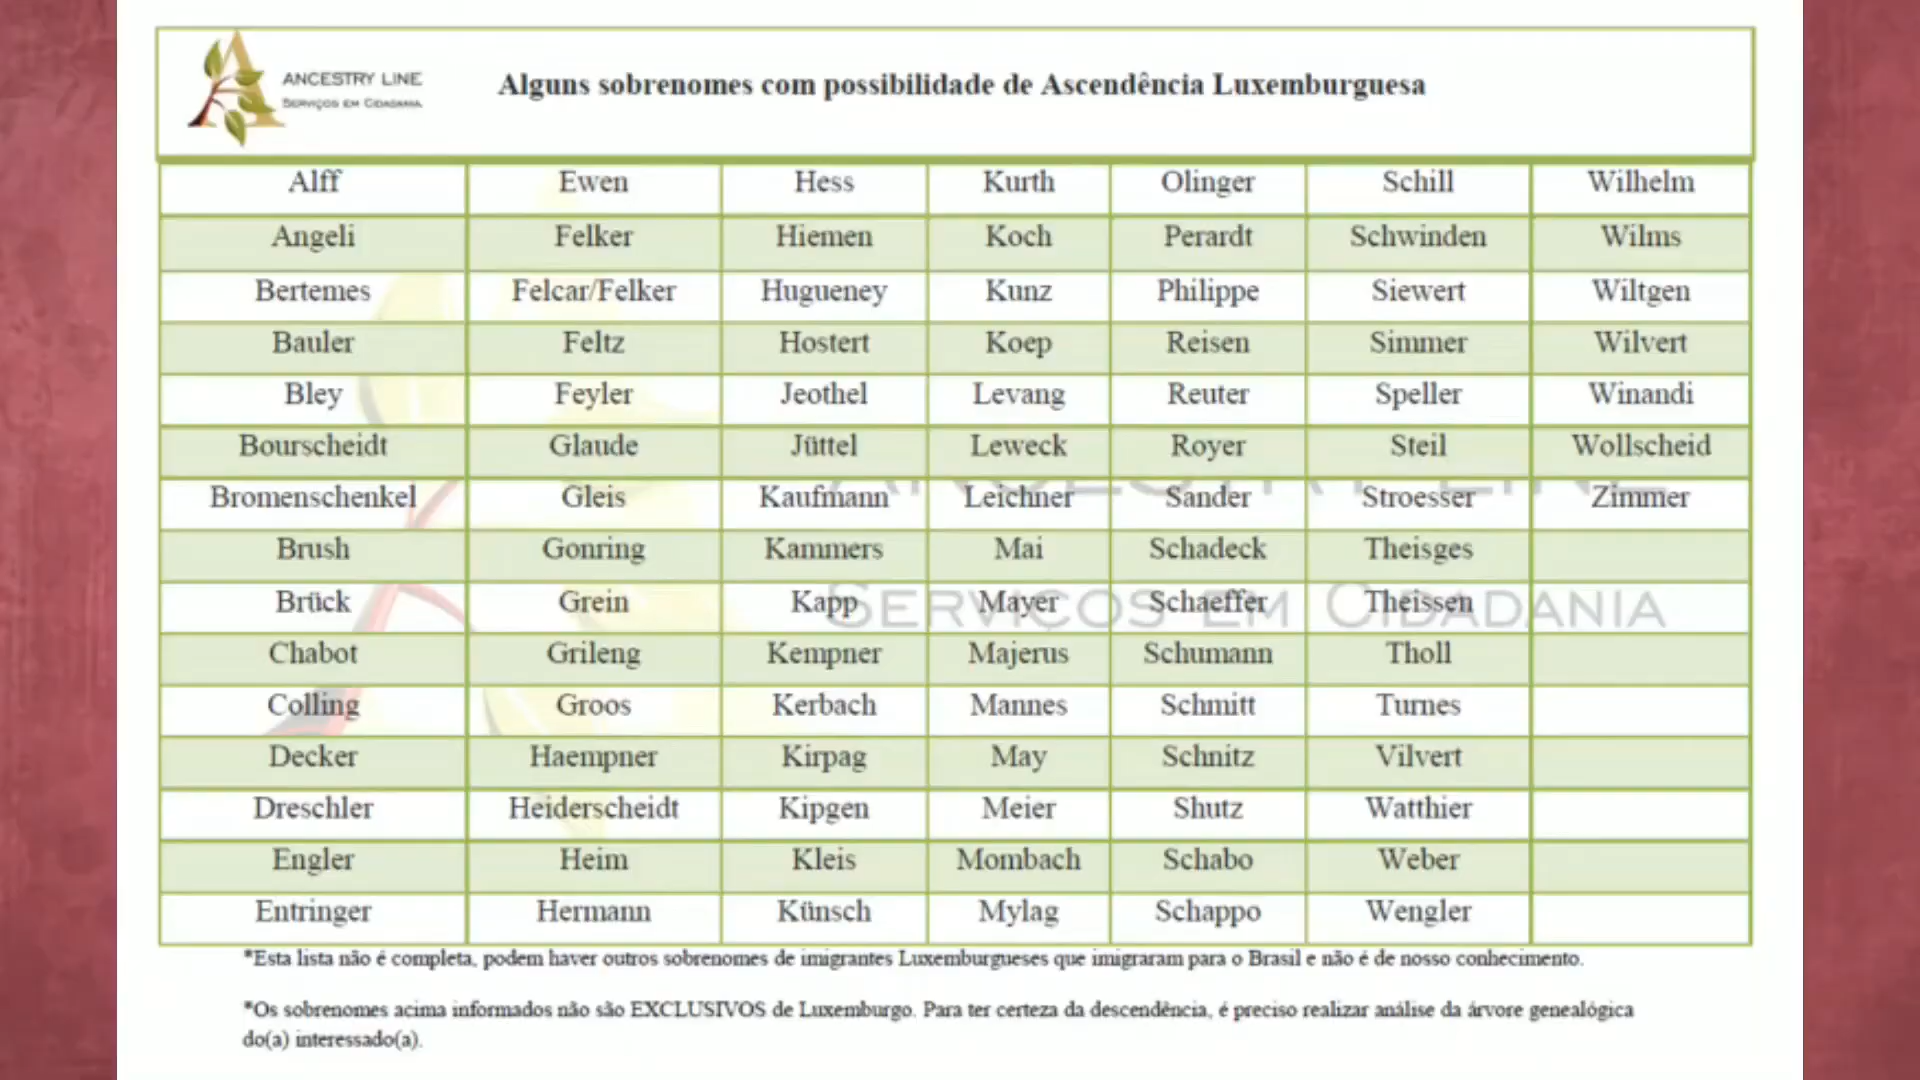 ANCESTRY LINE
SERVIÇOS EM CIDADANIA
Alguns sobrenomes com possibilidade de Ascendência Luxemburguesa
Alff Ewen Hess Kurth Olinger Schill Wilhelm
Angeli Felker Hiemen Koch Perardt Schwinden Wilms
Bertemes Felcar/Felker Hugueney Kunz Philippe Siewert Wiltgen
Bauler Feltz Hostert Koep Reisen Simmer Wilvert
Bley Feyler Jeothel Levang Reuter Speller Winandi
Bourscheidt Glaude Jüttel Leweck Royer Steil Wollscheid
Bromenschenkel Gleis Kaufmann Leichner Sander Stroesser Zimmer
Brush Gonring Kammers Mai Schadeck Theisges
Brück Grein Kapp Mayer Schaeffer Theissen
Chabot Grileng Kempner Majerus Schumann Tholl
Colling Groos Kerbach Mannes Schmitt Turnes
Decker Haempner Kirpag May Schnitz Vilvert
Dreschler Heiderscheidt Kipgen Meier Shutz Watthier
Engler Heim Kleis Mombach Schabo Weber
Entringer Hermann Künsch Mylag Schappo Wengler
ANCESTRY LINE
SERVIÇOS EM CIDADANIA
*Esta lista não é completa, podem haver outros sobrenomes de imigrantes Luxemburgueses que imigraram para o Brasil e não é de nosso conhecimento.
*Os sobrenomes acima informados não são EXCLUSIVOS de Luxemburgo. Para ter certeza da descendência, é preciso realizar análise da árvore genealógica
do(a) interessado(a).